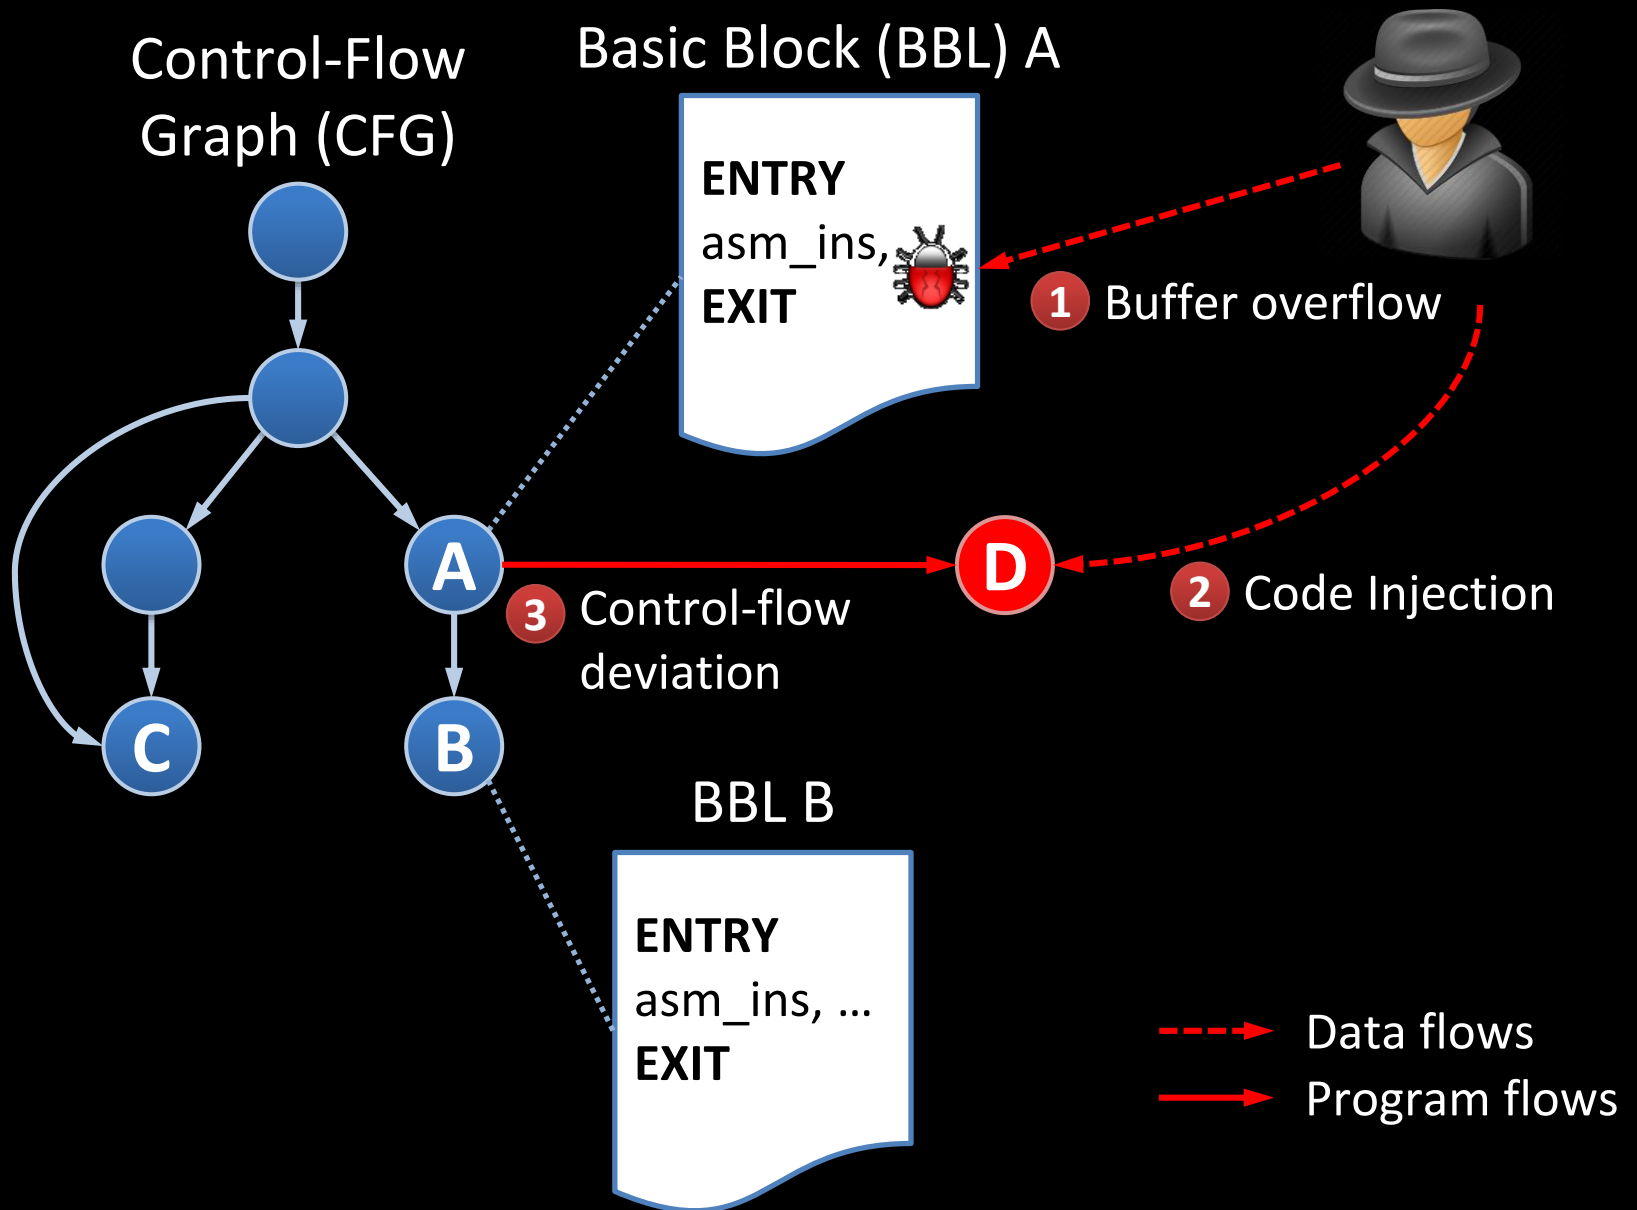 Control-Flow
Graph (CFG)
Basic Block (BBL) A
ENTRY
asm_ins,
EXIT
1 Buffer overflow
A
D
2 Code Injection
3 Control-flow
deviation
C
B
BBL B
ENTRY
asm_ins, ...
EXIT
Data flows
Program flows